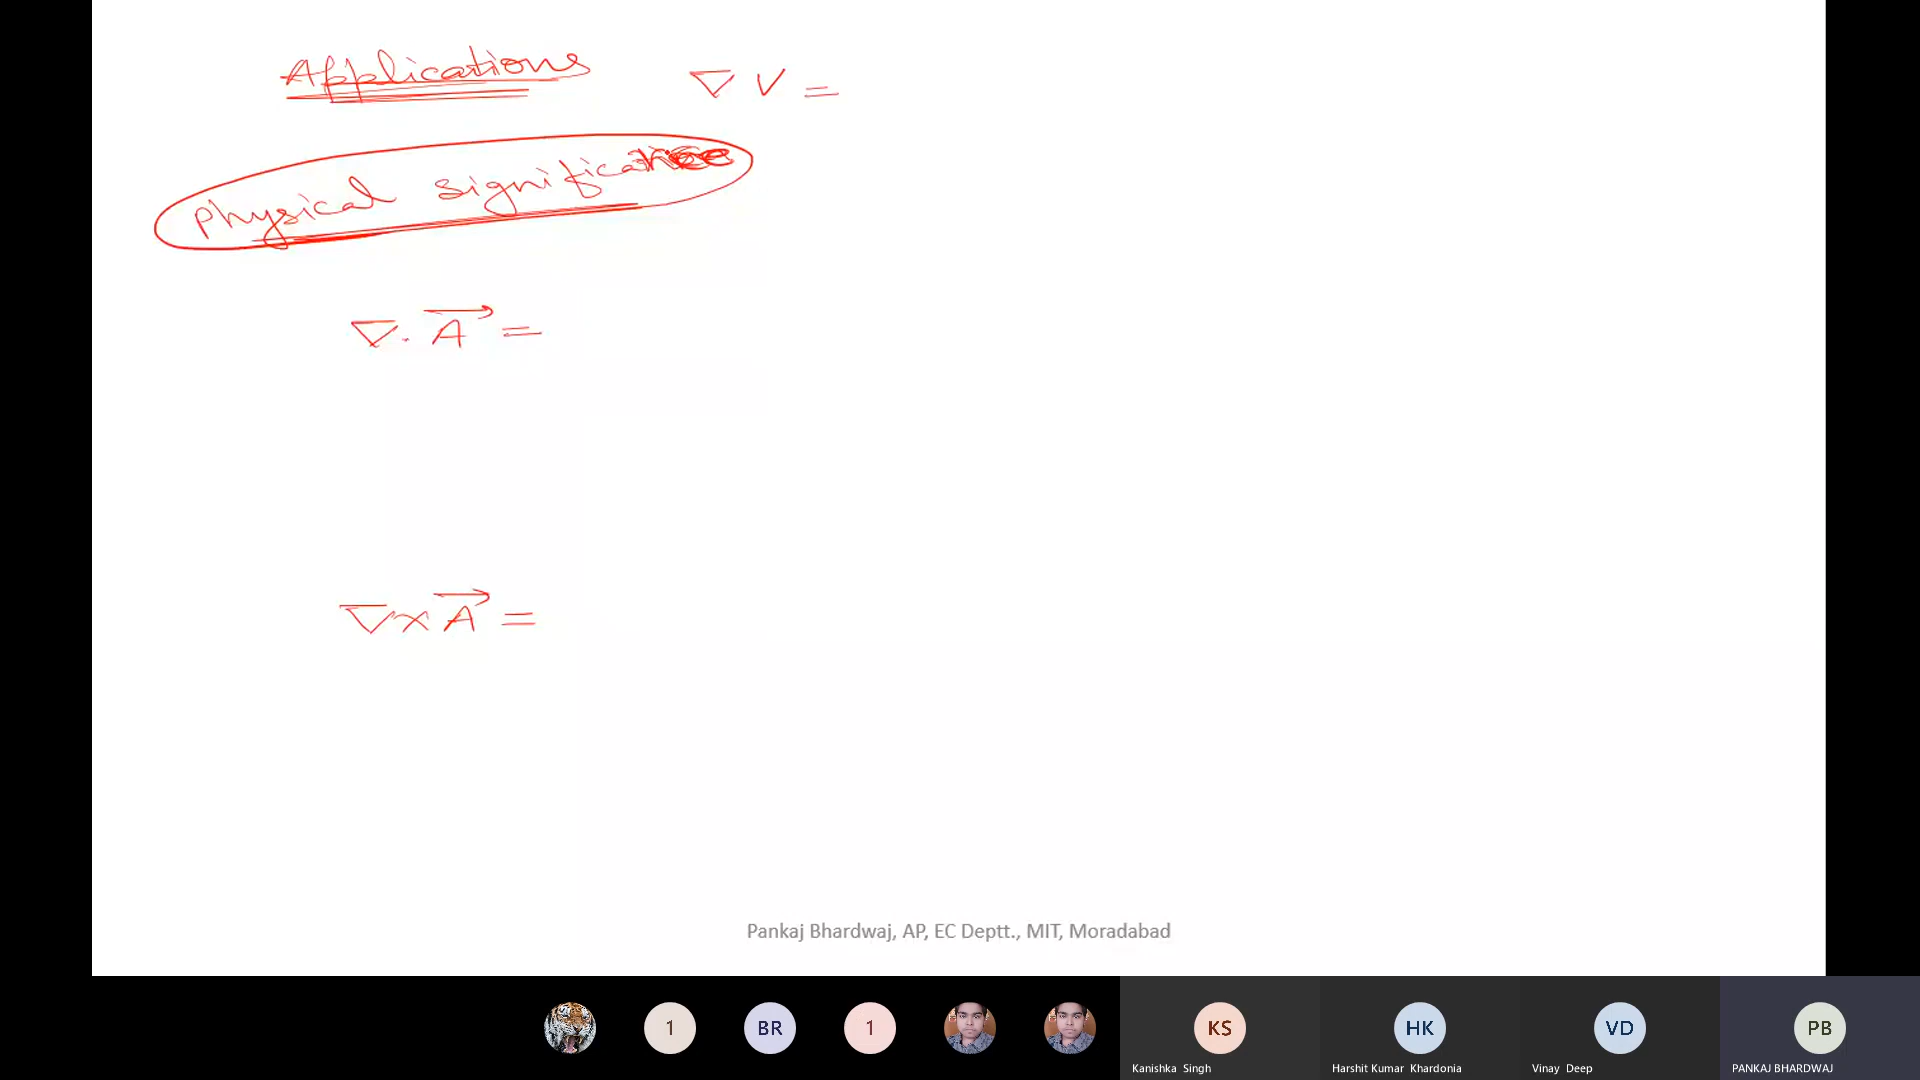 Applications ∇ V =
Physical significance
∇. A⃗ =
∇× A⃗ =
Pankaj Bhardwaj, AP, EC Deptt., MIT, Moradabad
1 BR 1 KS HK VD PB
Kanishka Singh Harshit Kumar Khardonia Vinay Deep PANKAJ BHARDWAJ